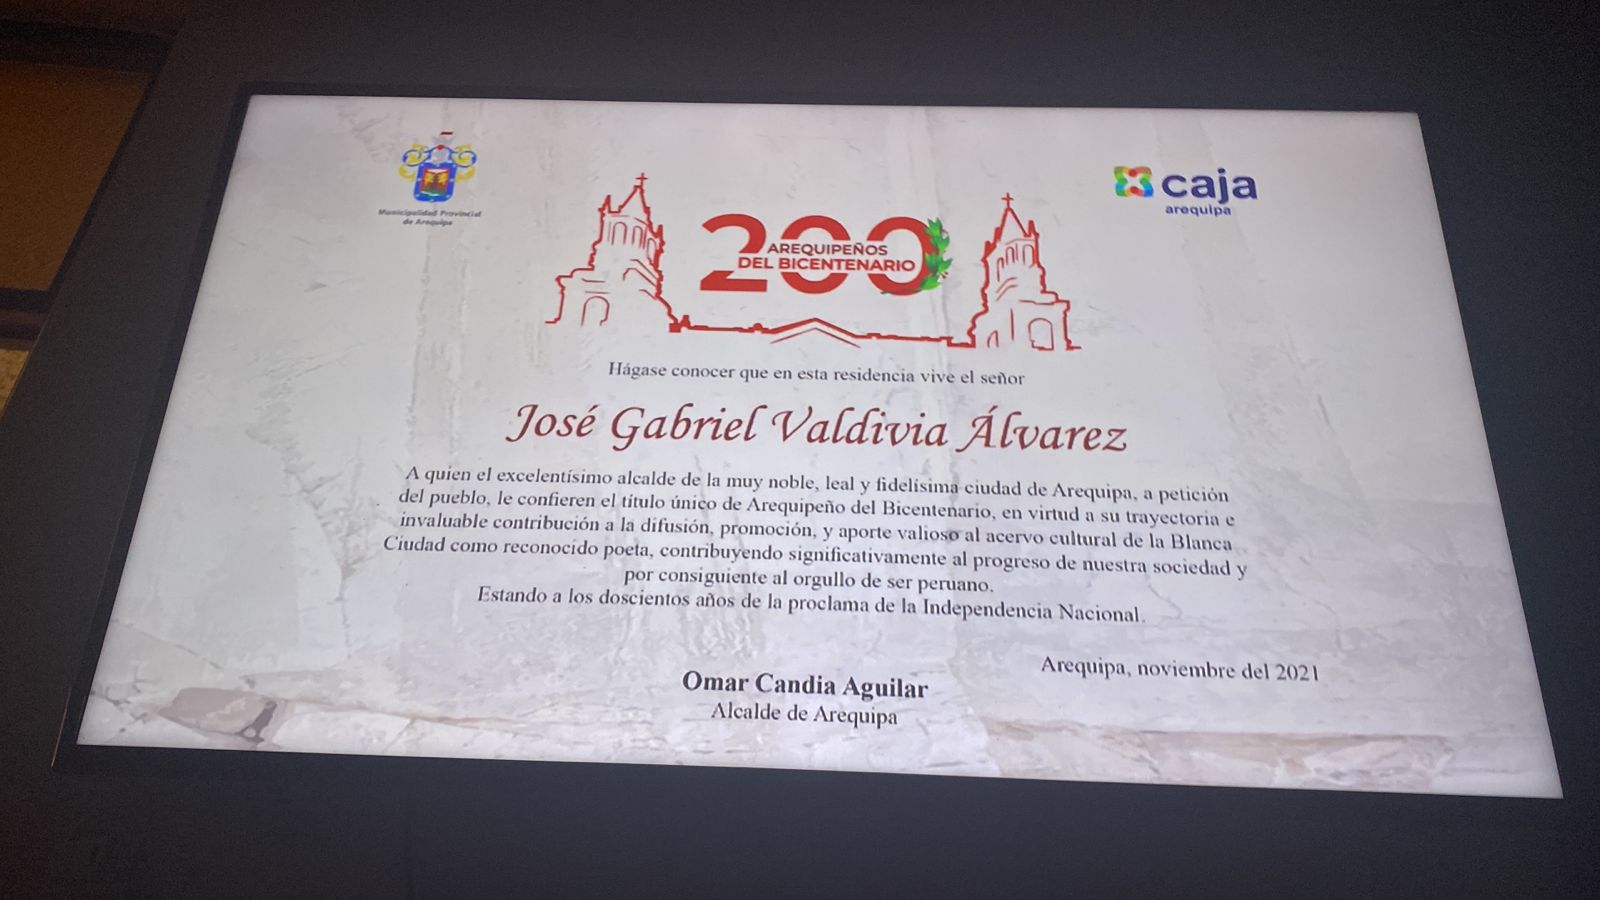 Municipalidad Provincial
de Arequipa
caja
arequipa
200
AREQUIPEÑOS
DEL BICENTENARIO
Hágase conocer que en esta residencia vive el señor
José Gabriel Valdivia Álvarez
A quien el excelentísimo alcalde de la muy noble, leal y fidelísima ciudad de Arequipa, a petición
del pueblo, le confieren el título único de Arequipeño del Bicentenario, en virtud a su trayectoria e
invaluable contribución a la difusión, promoción, y aporte valioso al acervo cultural de la Blanca
Ciudad como reconocido poeta, contribuyendo significativamente al progreso de nuestra sociedad y
por consiguiente al orgullo de ser peruano.
Estando a los doscientos años de la proclama de la Independencia Nacional.
Arequipa, noviembre del 2021
Omar Candia Aguilar
Alcalde de Arequipa